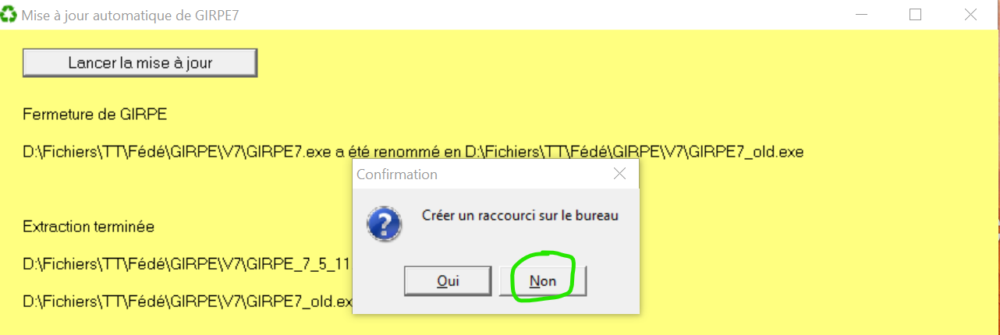 Mise à jour automatique de GIRPE7
Lancer la mise à jour
Fermeture de GIRPE
D:\Fichiers\TT\Fédé\GIRPE\V7\GIRPE7.exe a été renommé en D:\Fichiers\TT\Fédé\GIRPE\V7\GIRPE7_old.exe
Confirmation
Créer un raccourci sur le bureau
Oui
Non
Extraction terminée
D:\Fichiers\TT\Fédé\GIRPE\V7\GIRPE_7_5_11
D:\Fichiers\TT\Fédé\GIRPE\V7\GIRPE7_old.ex